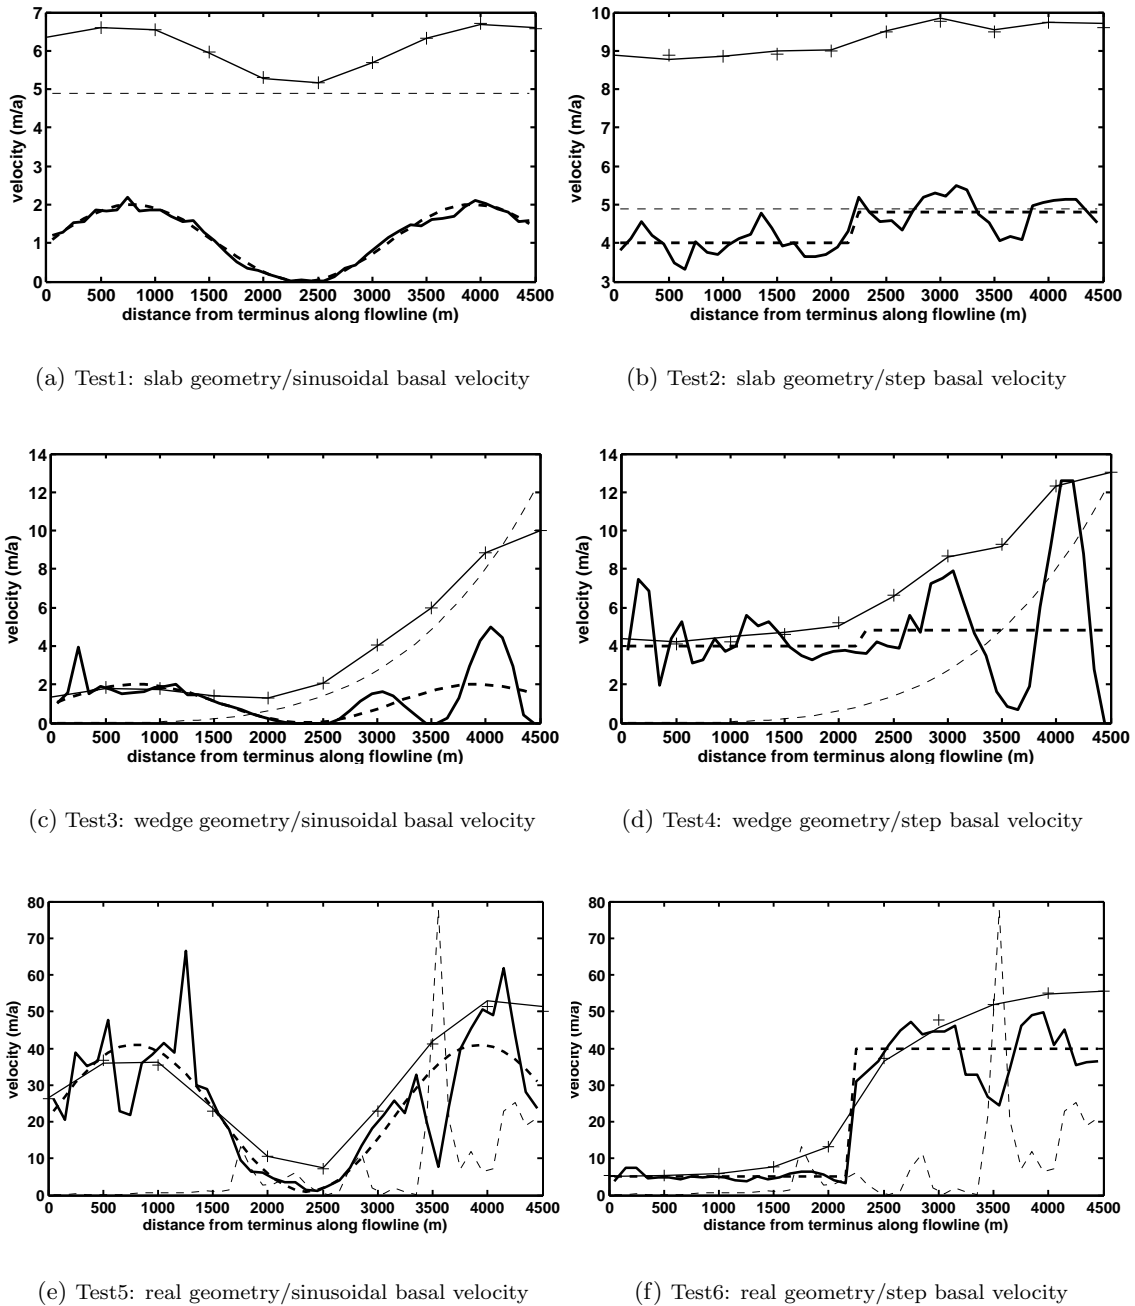 7
6
5
4
3
2
1
0
velocity (m/a)
0 500 1000 1500 2000 2500 3000 3500 4000 4500
distance from terminus along flowline (m)
(a) Test1: slab geometry/sinusoidal basal velocity
10
9
8
7
6
5
4
3
velocity (m/a)
0 500 1000 1500 2000 2500 3000 3500 4000 4500
distance from terminus along flowline (m)
(b) Test2: slab geometry/step basal velocity
14
12
10
8
6
4
2
0
velocity (m/a)
0 500 1000 1500 2000 2500 3000 3500 4000 4500
distance from terminus along flowline (m)
(c) Test3: wedge geometry/sinusoidal basal velocity
14
12
10
8
6
4
2
0
velocity (m/a)
0 500 1000 1500 2000 2500 3000 3500 4000 4500
distance from terminus along flowline (m)
(d) Test4: wedge geometry/step basal velocity
80
70
60
50
40
30
20
10
0
velocity (m/a)
0 500 1000 1500 2000 2500 3000 3500 4000 4500
distance from terminus along flowline (m)
(e) Test5: real geometry/sinusoidal basal velocity
80
70
60
50
40
30
20
10
0
velocity (m/a)
0 500 1000 1500 2000 2500 3000 3500 4000 4500
distance from terminus along flowline (m)
(f) Test6: real geometry/step basal velocity